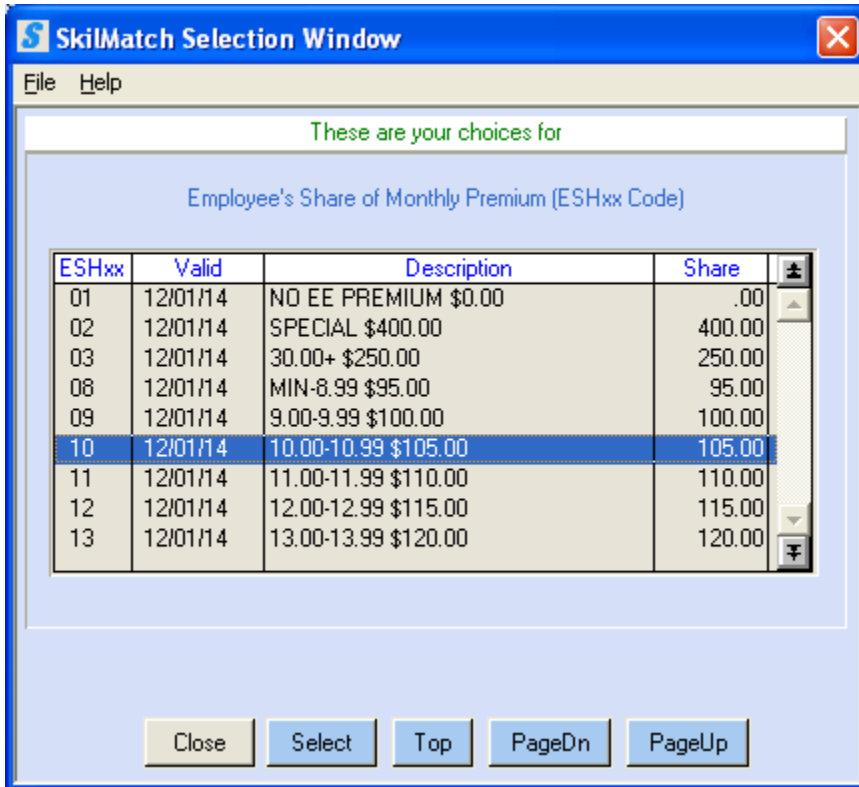 S SkilMatch Selection Window
File Help
These are your choices for
Employee's Share of Monthly Premium (ESHxx Code)
ESHxx Valid Description Share
01 12/01/14 NO EE PREMIUM $0.00 .00
02 12/01/14 SPECIAL $400.00 400.00
03 12/01/14 30.00+ $250.00 250.00
08 12/01/14 MIN-8.99 $95.00 95.00
09 12/01/14 9.00-9.99 $100.00 100.00
10 12/01/14 10.00-10.99 $105.00 105.00
11 12/01/14 11.00-11.99 $110.00 110.00
12 12/01/14 12.00-12.99 $115.00 115.00
13 12/01/14 13.00-13.99 $120.00 120.00
Close Select Top PageDn PageUp